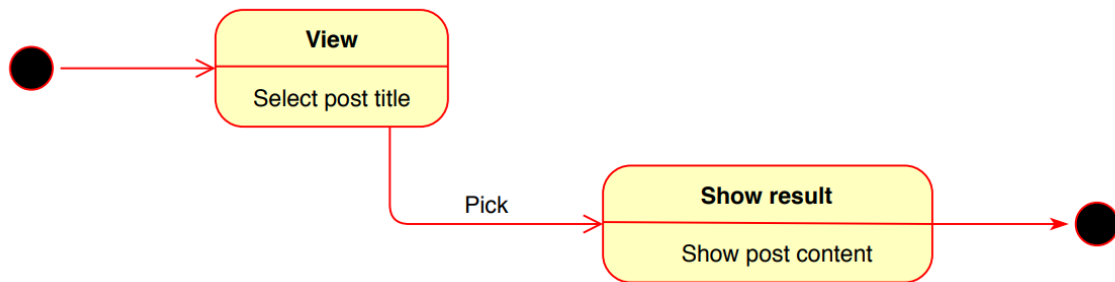 View
Select post title
Pick
Show result
Show post content